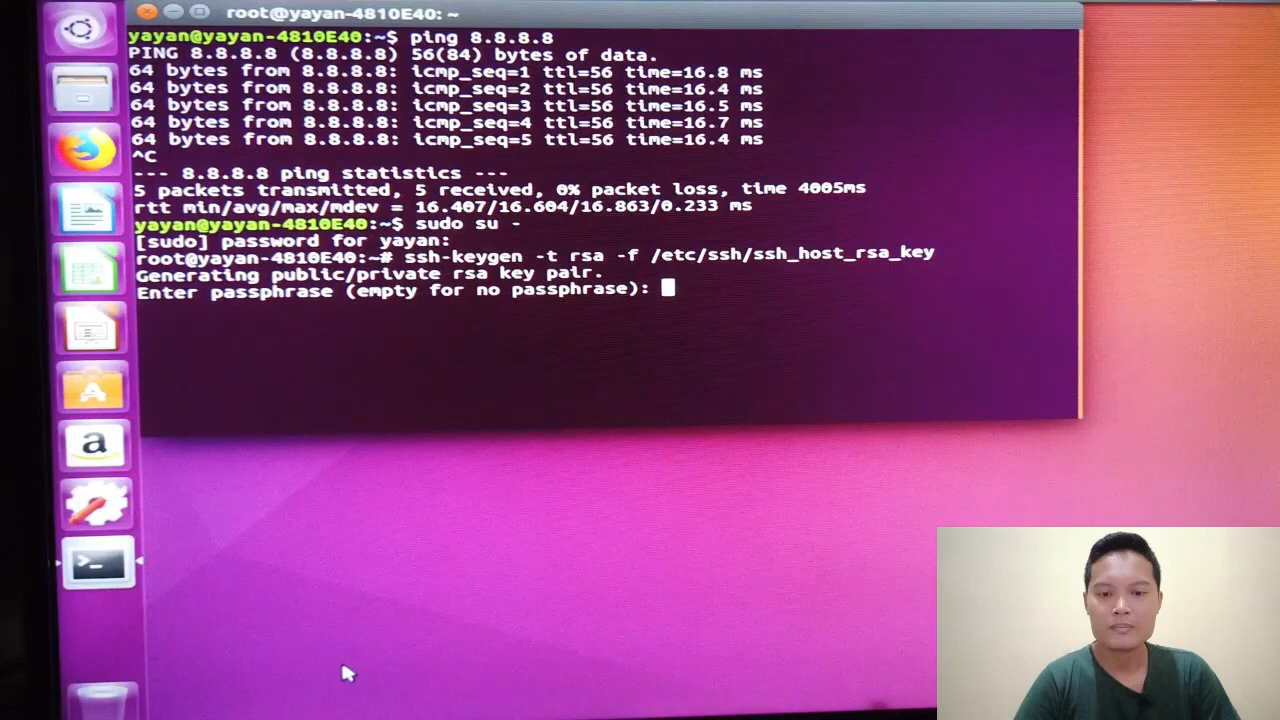 root@yayan-4810E40: ~
yayan@yayan-4810E40:~$ ping 8.8.8.8
PING 8.8.8.8 (8.8.8.8) 56(84) bytes of data.
64 bytes from 8.8.8.8: icmp_seq=1 ttl=56 time=16.8 ms
64 bytes from 8.8.8.8: icmp_seq=2 ttl=56 time=16.4 ms
64 bytes from 8.8.8.8: icmp_seq=3 ttl=56 time=16.5 ms
64 bytes from 8.8.8.8: icmp_seq=4 ttl=56 time=16.7 ms
64 bytes from 8.8.8.8: icmp_seq=5 ttl=56 time=16.4 ms
^C
--- 8.8.8.8 ping statistics ---
5 packets transmitted, 5 received, 0% packet loss, time 4005ms
rtt min/avg/max/mdev = 16.407/16.604/16.863/0.233 ms
yayan@yayan-4810E40:~$ sudo su -
[sudo] password for yayan:
root@yayan-4810E40:~# ssh-keygen -t rsa -f /etc/ssh/ssh_host_rsa_key
Generating public/private rsa key pair.
Enter passphrase (empty for no passphrase):
A
a
>_